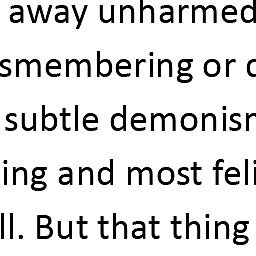 away unharmed
smembering or
subtle demonis
ing and most feli
ll. But that thing